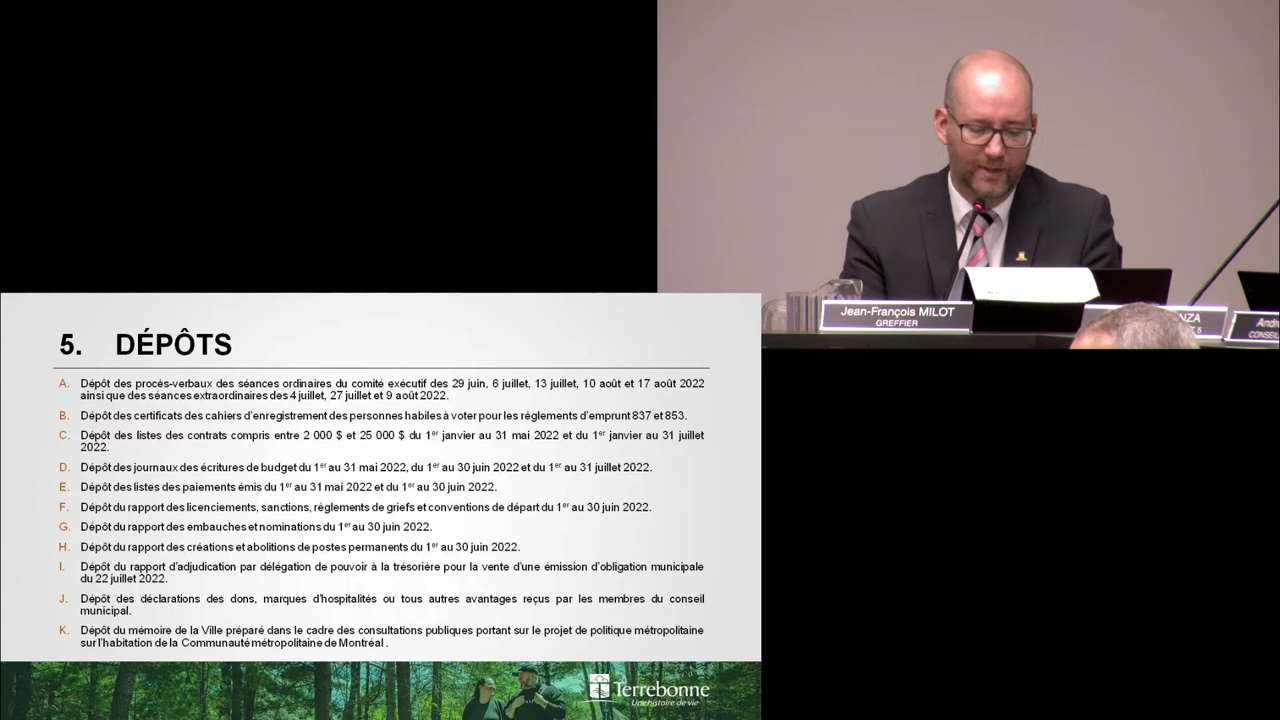 Jean-François MILOT
GREFFIER
NZA
T 5
Andr
CONSEIL
5. DÉPÔTS
A. Dépôt des procès-verbaux des séances ordinaires du comité exécutif des 29 juin, 6 juillet, 13 juillet, 10 août et 17 août 2022
ainsi que des séances extraordinaires des 4 juillet, 27 juillet et 9 août 2022.
B. Dépôt des certificats des cahiers d'enregistrement des personnes habiles à voter pour les règlements d'emprunt 837 et 853.
C. Dépôt des listes des contrats compris entre 2 000 $ et 25 000 $ du 1er janvier au 31 mai 2022 et du 1er janvier au 31 juillet
2022.
D. Dépôt des journaux des écritures de budget du 1er au 31 mai 2022, du 1er au 30 juin 2022 et du 1er au 31 juillet 2022.
E. Dépôt des listes des paiements émis du 1er au 31 mai 2022 et du 1er au 30 juin 2022.
F. Dépôt du rapport des licenciements, sanctions, règlements de griefs et conventions de départ du 1er au 30 juin 2022.
G. Dépôt du rapport des embauches et nominations du 1er au 30 juin 2022.
H. Dépôt du rapport des créations et abolitions de postes permanents du 1er au 30 juin 2022.
I. Dépôt du rapport d'adjudication par délégation de pouvoir à la trésorière pour la vente d'une émission d'obligation municipale
du 22 juillet 2022.
J. Dépôt des déclarations des dons, marques d'hospitalités ou tous autres avantages reçus par les membres du conseil
municipal.
K. Dépôt du mémoire de la Ville préparé dans le cadre des consultations publiques portant sur le projet de politique métropolitaine
sur l'habitation de la Communauté métropolitaine de Montréal .
Terrebonne
Une histoire de vie